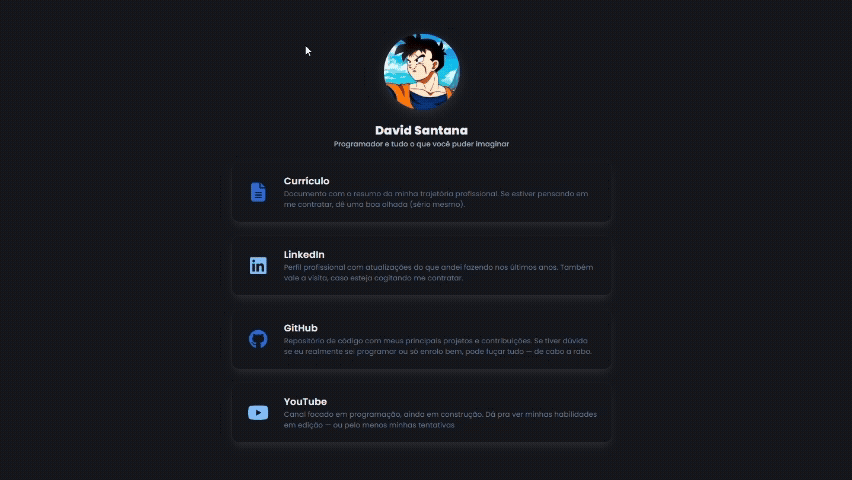 David Santana
Programador e tudo o que você puder imaginar
Currículo
Documento com o resumo da minha trajetória profissional. Se estiver pensando em
me contratar, dê uma boa olhada (sério mesmo).
LinkedIn
Perfil profissional com atualizações do que andei fazendo nos últimos anos. Também
vale a visita, caso esteja cogitando me contratar.
GitHub
Repositório de código com meus principais projetos e contribuições. Se tiver dúvida
se eu realmente sei programar ou só enrolo bem, pode fuçar tudo — de cabo a rabo.
YouTube
Canal focado em programação, ainda em construção. Dá pra ver minhas habilidades
em edição — ou pelo menos minhas tentativas